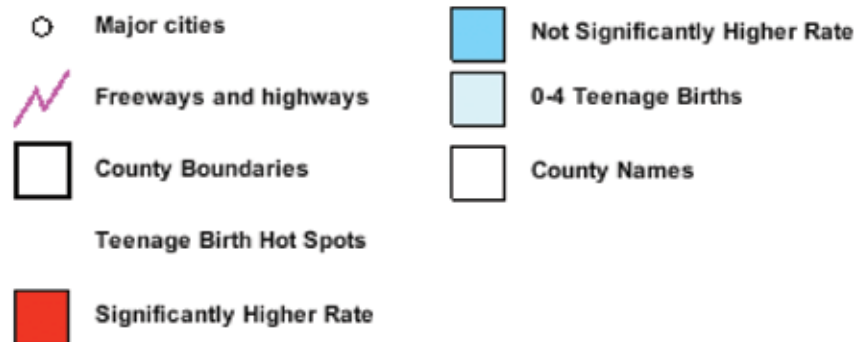 Major cities
Freeways and highways
County Boundaries
Teenage Birth Hot Spots
Significantly Higher Rate
Not Significantly Higher Rate
0-4 Teenage Births
County Names